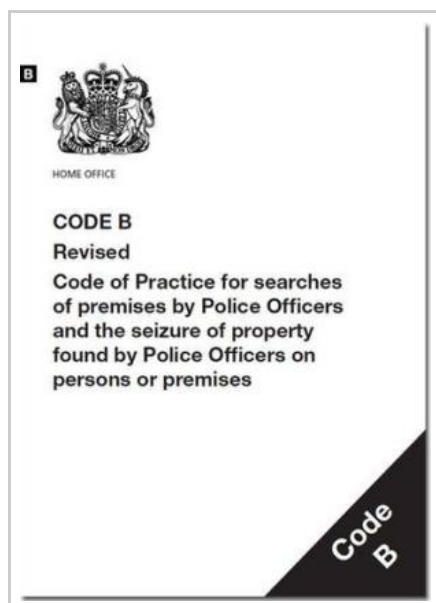 B
HOME OFFICE
CODE B
Revised
Code of Practice for searches
of premises by Police Officers
and the seizure of property
found by Police Officers on
persons or premises
Code
B